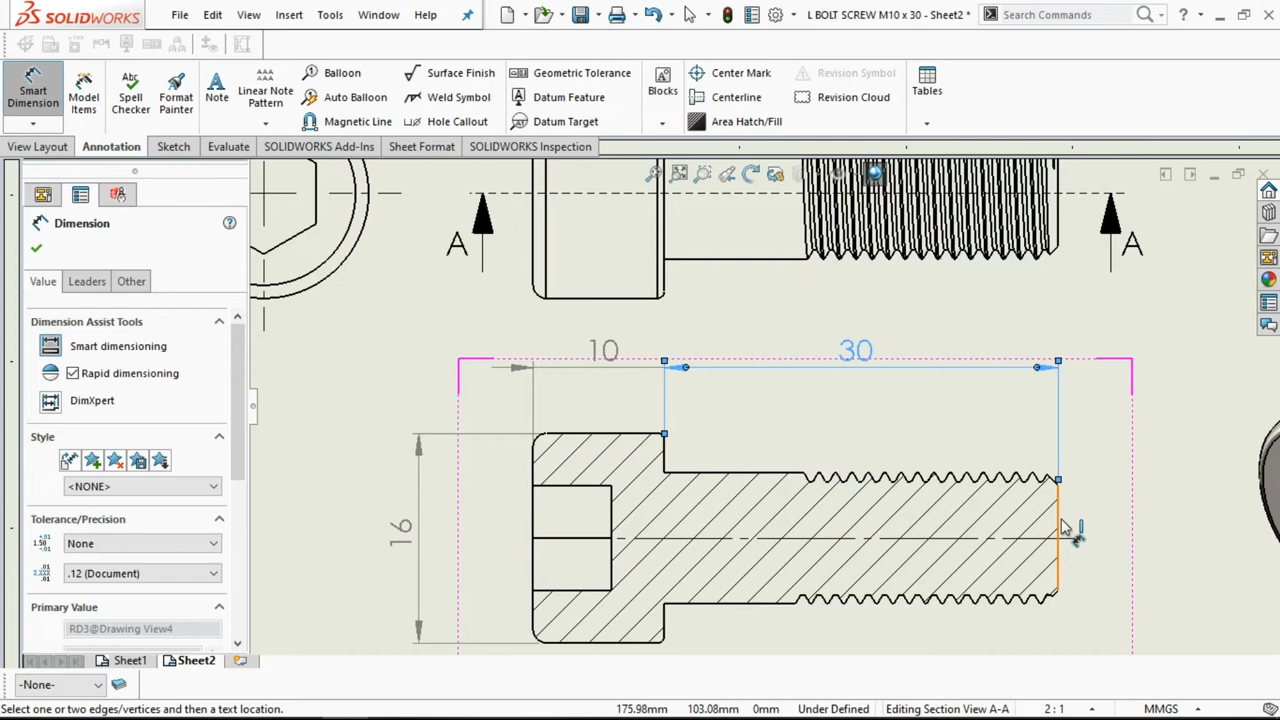 SOLIDWORKS File Edit View Insert Tools Window Help L BOLT SCREW M10 x 30 - Sheet2 * Search Commands ?
Smart Dimension
Model Items
Spell Checker
Format Painter
Note
Linear Note Pattern
Balloon
Auto Balloon
Magnetic Line
Surface Finish
Weld Symbol
Hole Callout
Geometric Tolerance
Datum Feature
Datum Target
Blocks
Center Mark
Centerline
Area Hatch/Fill
Revision Symbol
Revision Cloud
Tables
View Layout Annotation Sketch Evaluate SOLIDWORKS Add-Ins Sheet Format SOLIDWORKS Inspection
Dimension
Value Leaders Other
Dimension Assist Tools
Smart dimensioning
Rapid dimensioning
DimXpert
Style
<NONE>
Tolerance/Precision
None
.12 (Document)
Primary Value
RD3@Drawing View4
A A
10 30
16
Sheet1 Sheet2
-None-
Select one or two edges/vertices and then a text location. 175.98mm 103.08mm 0mm Under Defined Editing Section View A-A 2 : 1 MMGS